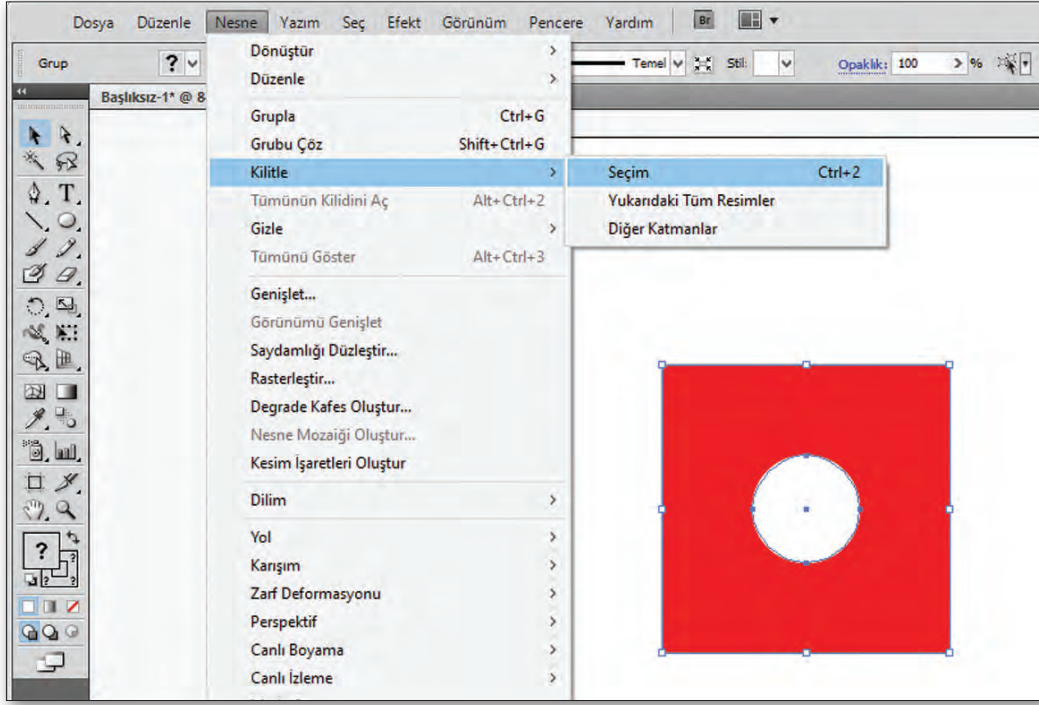 Dosya Düzenle Nesne Yazım Seç Efekt Görünüm Pencere Yardım Br
Grup ? Temel Stil: Opaklık: 100 %
Başlıksız-1* @ 8
Dönüştür
Düzenle
Grupla Ctrl+G
Grubu Çöz Shift+Ctrl+G
Kilitle
Seçim Ctrl+2
Tümünün Kilidini Aç Alt+Ctrl+2
Yukarıdaki Tüm Resimler
Gizle
Diğer Katmanlar
Tümünü Göster Alt+Ctrl+3
Genişlet...
Görünümü Genişlet
Saydamlığı Düzleştir...
Rasterleştir...
Degrade Kafes Oluştur...
Nesne Mozaiği Oluştur...
Kesim İşaretleri Oluştur
Dilim
Yol
Karışım
Zarf Deformasyonu
Perspektif
Canlı Boyama
Canlı İzleme
T
? ?
? ?